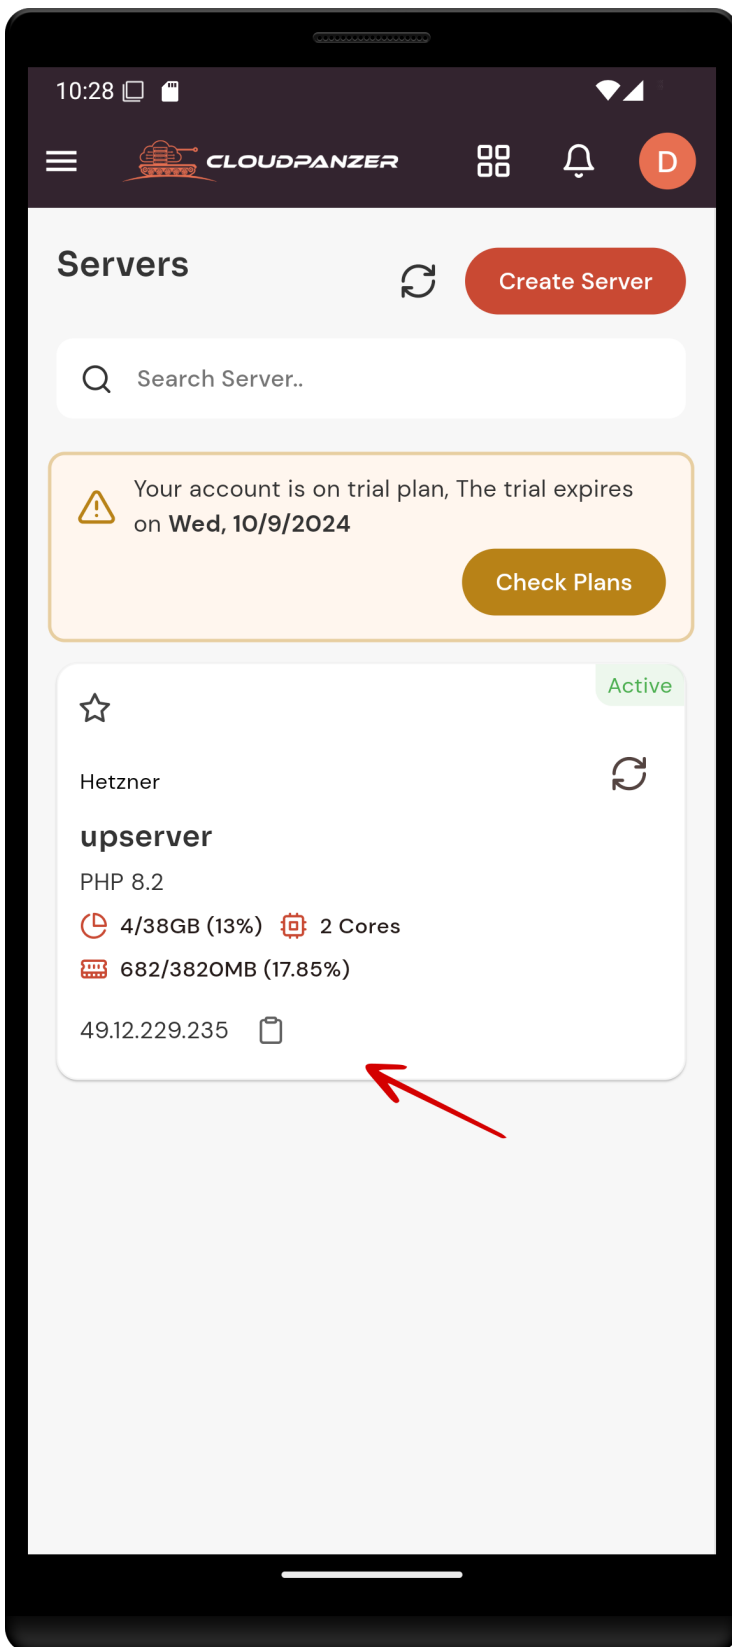 10:28
CLOUDPANZER
D
Servers
Create Server
Search Server..
Your account is on trial plan, The trial expires
on Wed, 10/9/2024
Check Plans
Active
Hetzner
upserver
PHP 8.2
4/38GB (13%) 2 Cores
682/3820MB (17.85%)
49.12.229.235